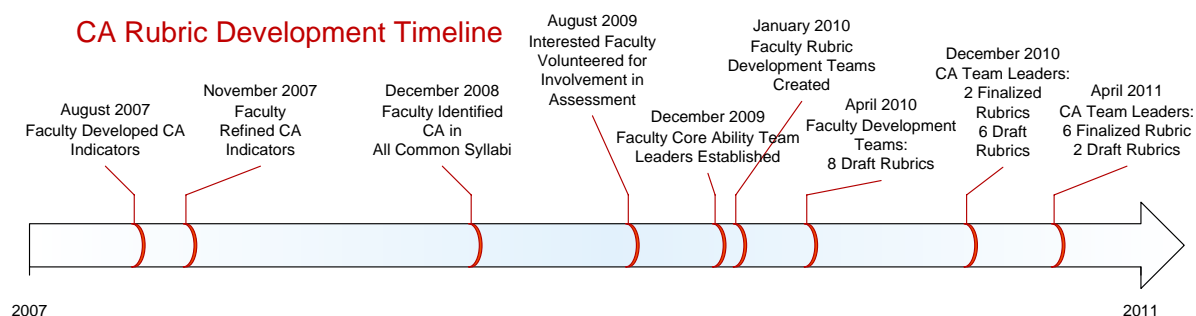 CA Rubric Development Timeline
August 2007
Faculty Developed CA
Indicators
November 2007
Faculty
Refined CA
Indicators
December 2008
Faculty Identified
CA in
All Common Syllabi
August 2009
Interested Faculty
Volunteered for
Involvement in
Assessment
December 2009
Faculty Core Ability Team
Leaders Established
January 2010
Faculty Rubric
Development Teams
Created
April 2010
Faculty Development
Teams:
8 Draft Rubrics
December 2010
CA Team Leaders:
2 Finalized
Rubrics
6 Draft
Rubrics
April 2011
CA Team Leaders:
6 Finalized Rubric
2 Draft Rubrics
2007
2011